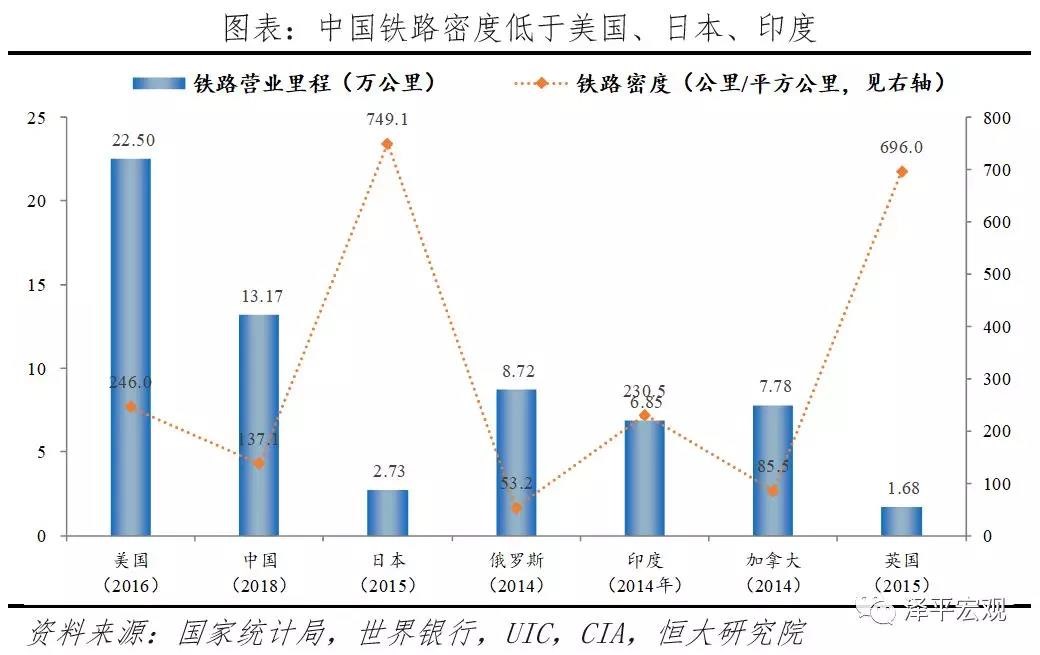 图表：中国铁路密度低于美国、日本、印度
铁路营业里程（万公里） 铁路密度（公里/平方公里，见右轴）
25 749.1 800
22.50 696.0 700
20 600
15 13.17 500
400
10 246.0 8.72 230.5 7.78 300
6.85
137.1 200
5 2.73 53.2 85.5 1.68 100
0 0
美国 中国 日本 俄罗斯 印度 加拿大 英国
（2016） （2018） （2015） （2014） （2014年） （2014） （2015）
泽平宏观
资料来源：国家统计局，世界银行，UIC，CIA，恒大研究院